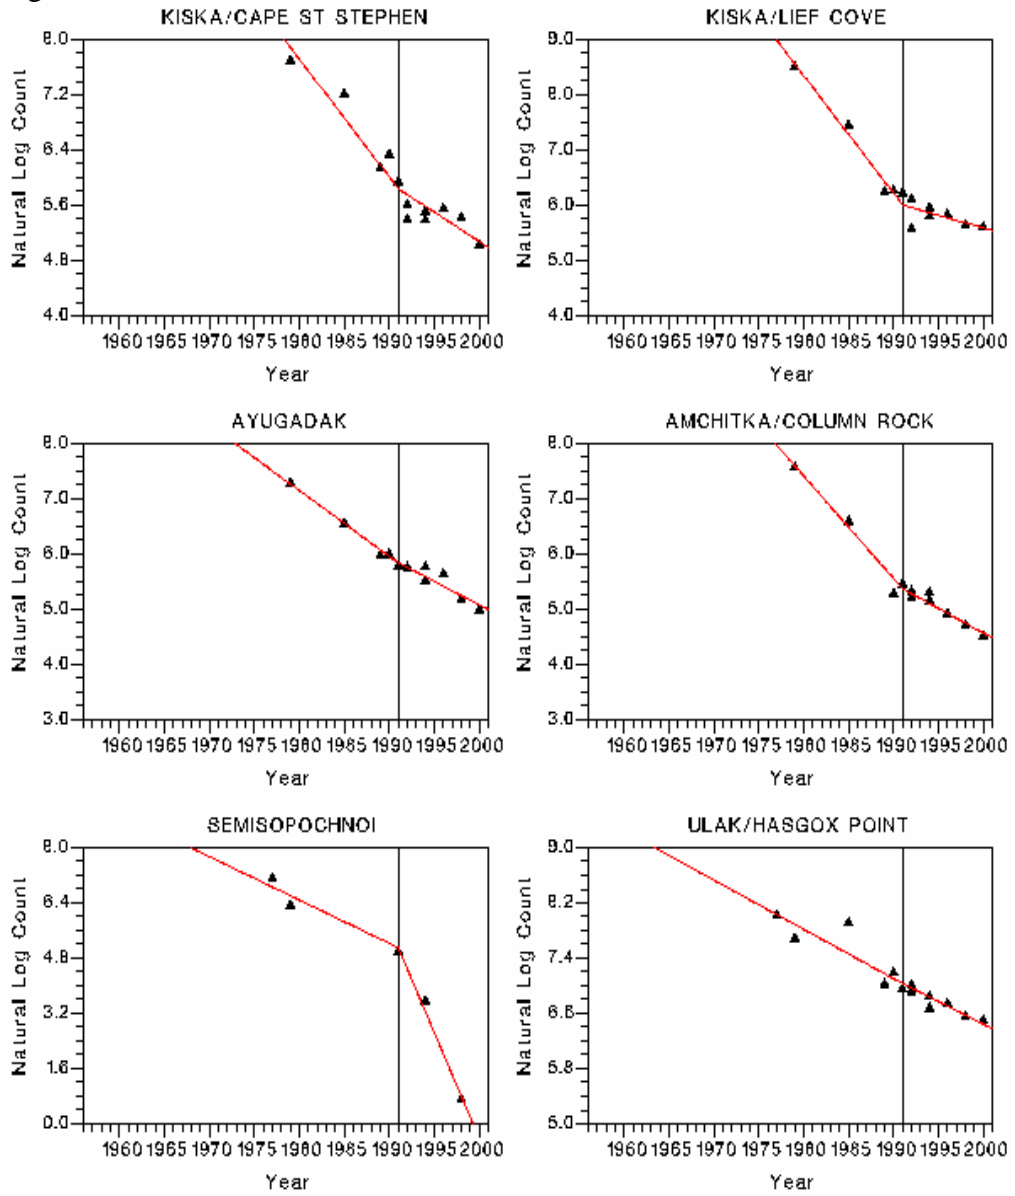 KISKA/CAPE ST STEPHEN
Natural Log Count
8.0
7.2
6.4
5.6
4.8
4.0
1960 1965 1970 1975 1980 1985 1990 1995 2000
Year
KISKA/LIEF COVE
Natural Log Count
9.0
8.0
7.0
6.0
5.0
4.0
1960 1965 1970 1975 1980 1985 1990 1995 2000
Year
AYUGADAK
Natural Log Count
8.0
7.0
6.0
5.0
4.0
3.0
1960 1965 1970 1975 1980 1985 1990 1995 2000
Year
AMCHITKA/COLUMN ROCK
Natural Log Count
8.0
7.0
6.0
5.0
4.0
3.0
1960 1965 1970 1975 1980 1985 1990 1995 2000
Year
SEMISOPOCHNOI
Natural Log Count
8.0
6.4
4.8
3.2
1.6
0.0
1960 1965 1970 1975 1980 1985 1990 1995 2000
Year
ULAK/HASGOX POINT
Natural Log Count
9.0
8.2
7.4
6.6
5.8
5.0
1960 1965 1970 1975 1980 1985 1990 1995 2000
Year